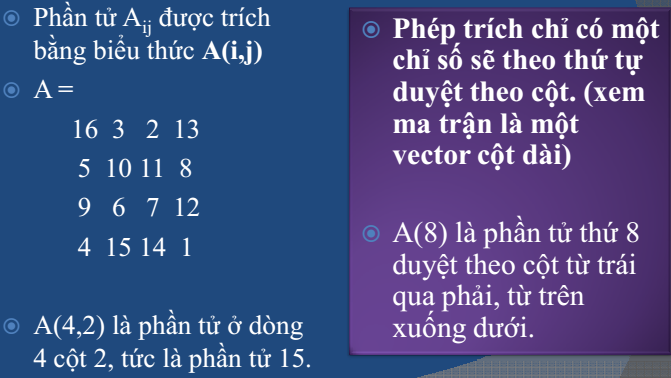 Phần tử Aij được trích
bằng biểu thức A(i,j)
A =
16 3 2 13
5 10 11 8
9 6 7 12
4 15 14 1
A(4,2) là phần tử ở dòng
4 cột 2, tức là phần tử 15.
Phép trích chỉ có một
chỉ số sẽ theo thứ tự
duyệt theo cột. (xem
ma trận là một
vector cột dài)
A(8) là phần tử thứ 8
duyệt theo cột từ trái
qua phải, từ trên
xuống dưới.